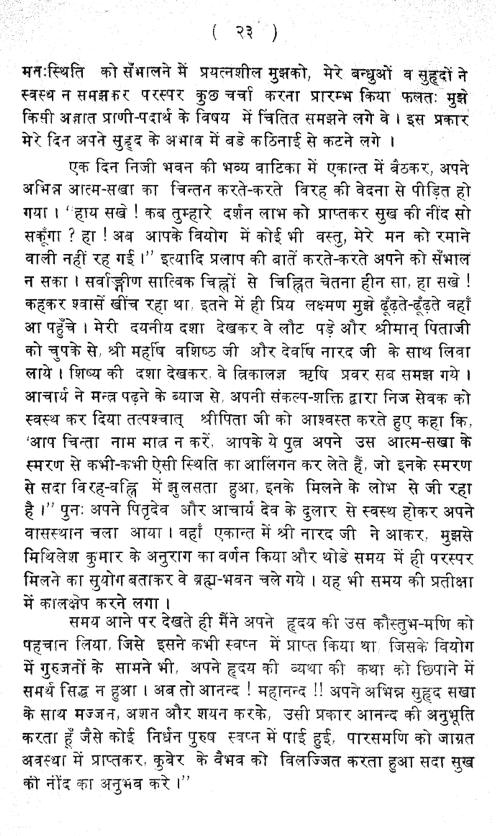 ( २३ )
मनःस्थिति को सँभालने में प्रयत्नशील मुझको, मेरे बन्धुओं व सुहृदों ने
स्वस्थ न समझकर परस्पर कुछ चर्चा करना प्रारम्भ किया फलतः मुझे
किसी अज्ञात प्राणी-पदार्थ के विषय में चिंतित समझने लगे वे । इस प्रकार
मेरे दिन अपने सुहृद के अभाव में बडे कठिनाई से कटने लगे ।
एक दिन निजी भवन की भव्य वाटिका में एकान्त में बैठकर, अपने
अभिन्न आत्म-सखा का चिन्तन करते-करते विरह की वेदना से पीड़ित हो
गया । "हाय सखे ! कब तुम्हारे दर्शन लाभ को प्राप्तकर सुख की नींद सो
सकूँगा ? हा ! अब आपके वियोग में कोई भी वस्तु, मेरे मन को रमाने
वाली नहीं रह गई ।" इत्यादि प्रलाप की बातें करते-करते अपने को सँभाल
न सका । सर्वाङ्गीण सात्विक चिह्नों से चिह्नित चेतना हीन सा, हा सखे !
कहकर श्वासें खींच रहा था, इतने में ही प्रिय लक्ष्मण मुझे ढूँढ़ते-ढूँढ़ते वहाँ
आ पहुँचे । मेरी दयनीय दशा देखकर वे लौट पड़े और श्रीमान् पिताजी
को चुपके से, श्री महर्षि वशिष्ठ जी और देवर्षि नारद जी के साथ लिवा
लाये । शिष्य की दशा देखकर, वे त्रिकालज्ञ ऋषि प्रवर सब समझ गये ।
आचार्य ने मन्त्र पढ़ने के ब्याज से, अपनी संकल्प-शक्ति द्वारा निज सेवक को
स्वस्थ कर दिया तत्पश्चात् श्रीपिता जी को आश्वस्त करते हुए कहा कि,
'आप चिन्ता नाम मात्र न करें, आपके ये पुत्र अपने उस आत्म-सखा के
स्मरण से कभी-कभी ऐसी स्थिति का आलिंगन कर लेते हैं, जो इनके स्मरण
से सदा विरह-वह्नि में झुलसता हुआ, इनके मिलने के लोभ से जी रहा
है ।" पुनः अपने पितृदेव और आचार्य देव के दुलार से स्वस्थ होकर अपने
वासस्थान चला आया । वहाँ एकान्त में श्री नारद जी ने आकर, मुझसे
मिथिलेश कुमार के अनुराग का वर्णन किया और थोडे समय में ही परस्पर
मिलने का सुयोग बताकर वे ब्रह्म-भवन चले गये । यह भी समय की प्रतीक्षा
में कालक्षेप करने लगा ।
समय आने पर देखते ही मैंने अपने हृदय की उस कौस्तुभ-मणि को
पहचान लिया, जिसे इसने कभी स्वप्न में प्राप्त किया था, जिसके वियोग
में गुरुजनों के सामने भी, अपने हृदय की व्यथा की कथा को छिपाने में
समर्थ सिद्ध न हुआ । अब तो आनन्द ! महानन्द !! अपने अभिन्न सुहृद सखा
के साथ मज्जन, अशन और शयन करके, उसी प्रकार आनन्द की अनुभूति
करता हूँ जैसे कोई निर्धन पुरुष स्वप्न में पाई हुई, पारसमणि को जाग्रत
अवस्था में प्राप्तकर, कुवेर के वैभव को विलज्जित करता हुआ सदा सुख
की नींद का अनुभव करे ।"